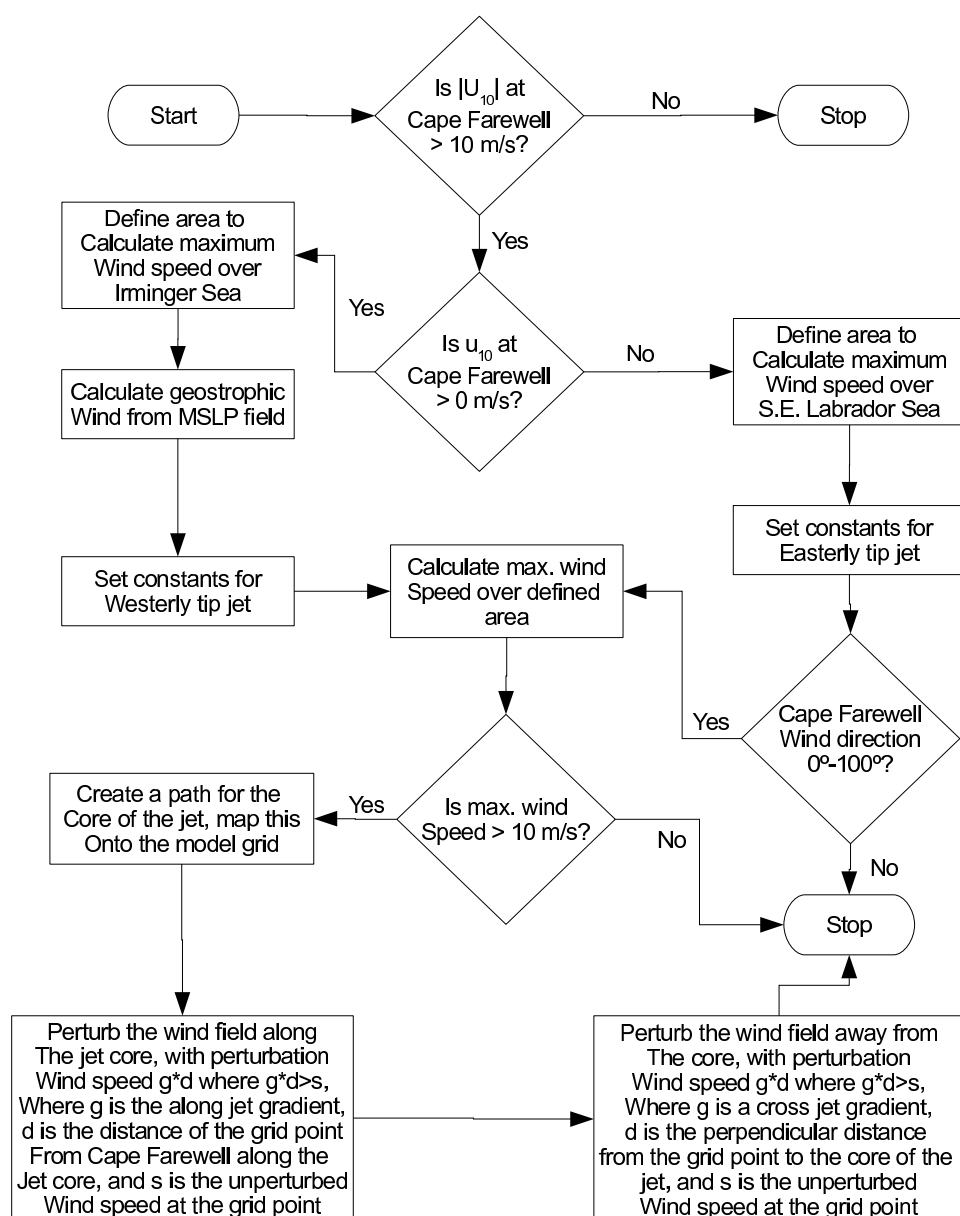 Start
Is |U10| at
Cape Farewell
> 10 m/s?
No
Stop
Yes
Define area to
Calculate maximum
Wind speed over
Irminger Sea
Yes
Is u10 at
Cape Farewell
> 0 m/s?
No
Define area to
Calculate maximum
Wind speed over
S.E. Labrador Sea
Calculate geostrophic
Wind from MSLP field
Set constants for
Easterly tip jet
Set constants for
Westerly tip jet
Calculate max. wind
Speed over defined
area
Yes
Cape Farewell
Wind direction
0º-100º?
No
Create a path for the
Core of the jet, map this
Onto the model grid
Yes
Is max. wind
Speed > 10 m/s?
No
Stop
Perturb the wind field along
The jet core, with perturbation
Wind speed g*d where g*d>s,
Where g is the along jet gradient,
d is the distance of the grid point
From Cape Farewell along the
Jet core, and s is the unperturbed
Wind speed at the grid point
Perturb the wind field away from
The core, with perturbation
Wind speed g*d where g*d>s,
Where g is a cross jet gradient,
d is the perpendicular distance
from the grid point to the core of the
jet, and s is the unperturbed
Wind speed at the grid point